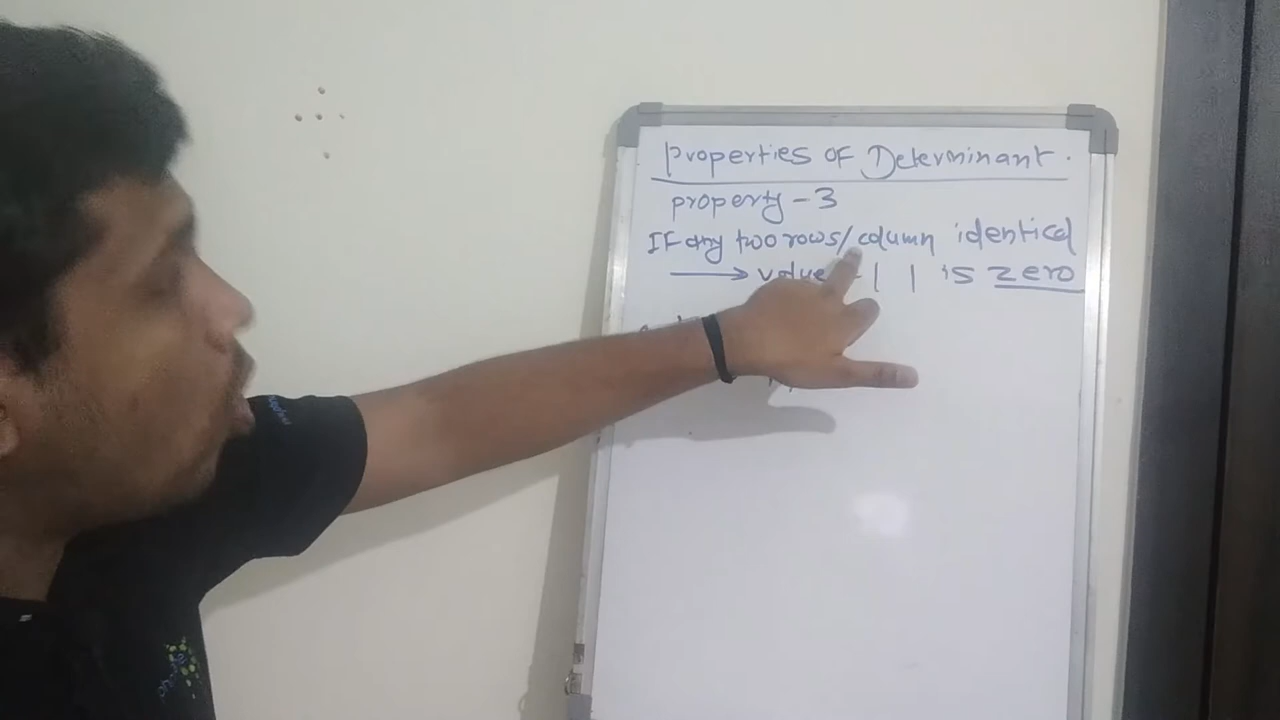 Properties OF Determinant.
property - 3
IF any two rows/column identical
→ value | | is zero